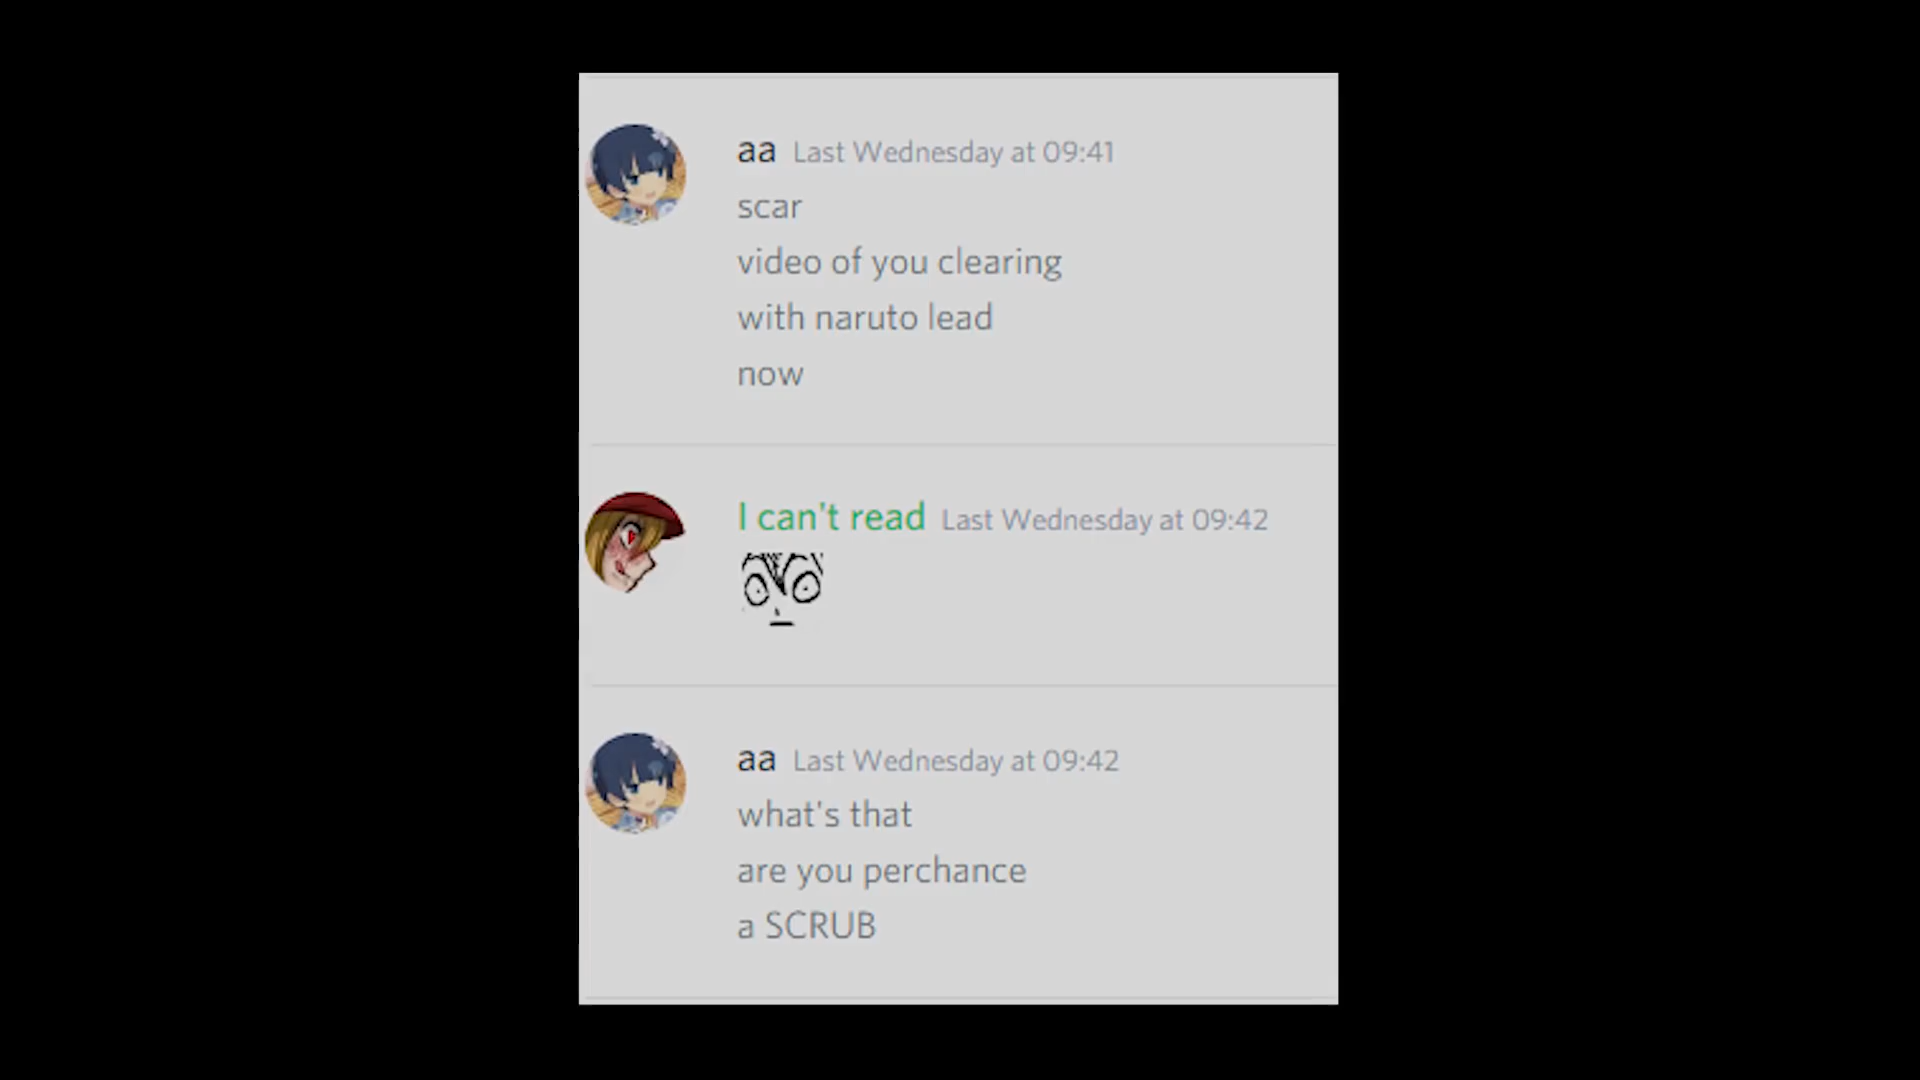 aa Last Wednesday at 09:41
scar
video of you clearing
with naruto lead
now
I can't read Last Wednesday at 09:42
aa Last Wednesday at 09:42
what's that
are you perchance
a SCRUB